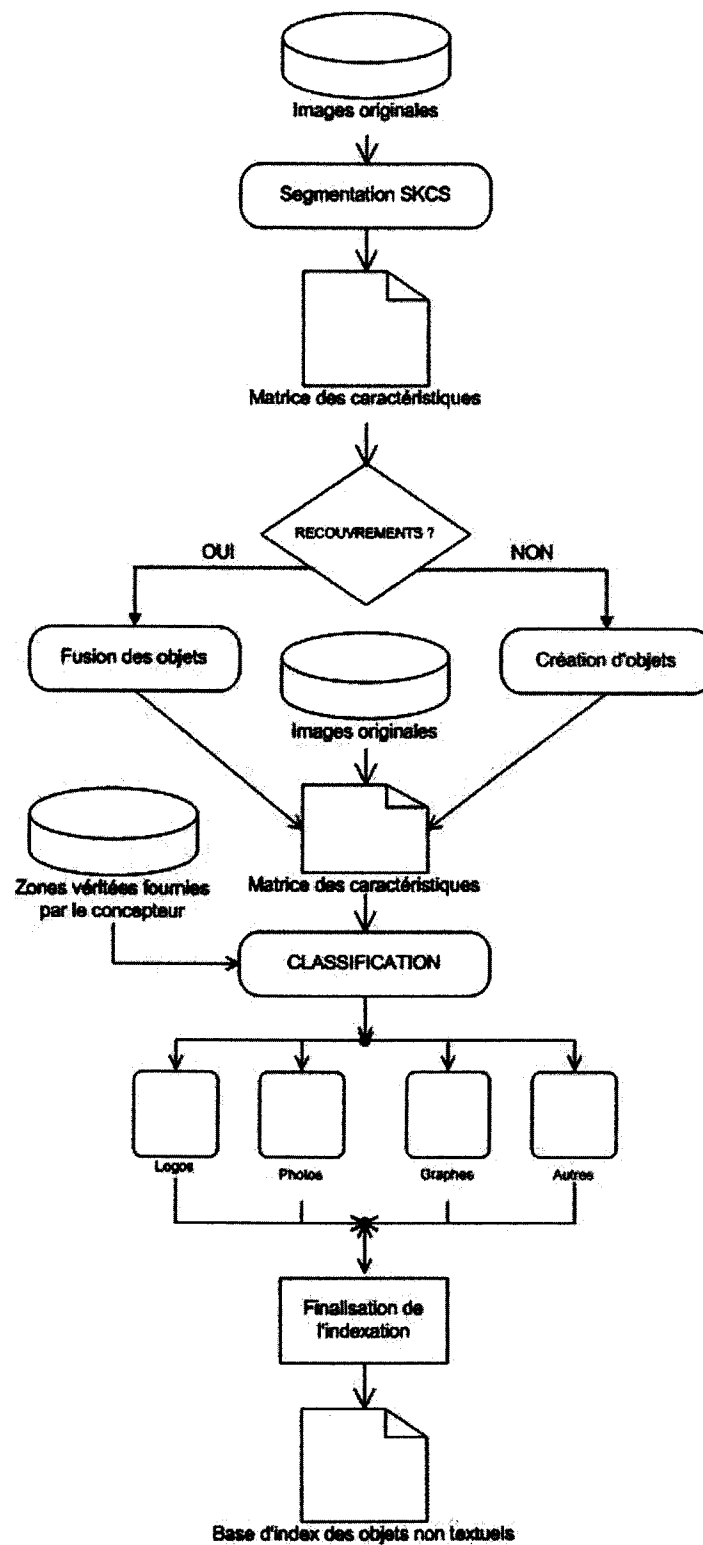 Images originales
Segmentation SKCS
Matrice des caractéristiques
RECOUVREMENTS ?
OUI
NON
Fusion des objets
Création d'objets
Images originales
Zones véritées fournies
par le concepteur
Matrice des caractéristiques
CLASSIFICATION
Logos
Photos
Graphes
Autres
Finalisation de
l'indexation
Base d'index des objets non textuels